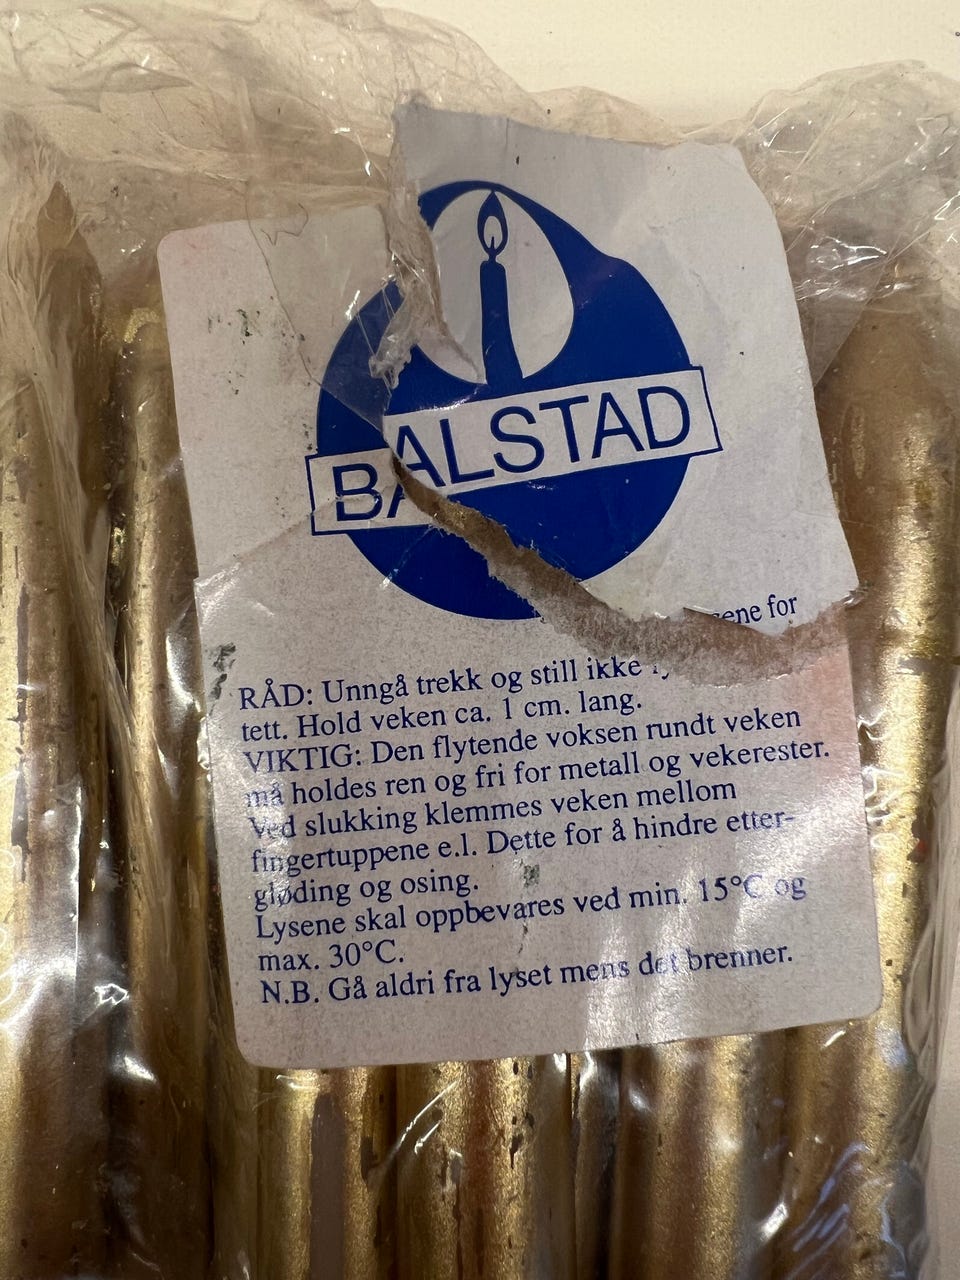 BALSTAD
for
RÅD: Unngå trekk og still ikke
tett. Hold veken ca. 1 cm. lang.
VIKTIG: Den flytende voksen rundt veken
må holdes ren og fri for metall og vekerester.
Ved slukking klemmes veken mellom
fingertuppene e.l. Dette for å hindre etter-
gløding og osing.
Lysene skal oppbevares ved min. 15°C og
max. 30°C.
N.B. Gå aldri fra lyset mens det brenner.